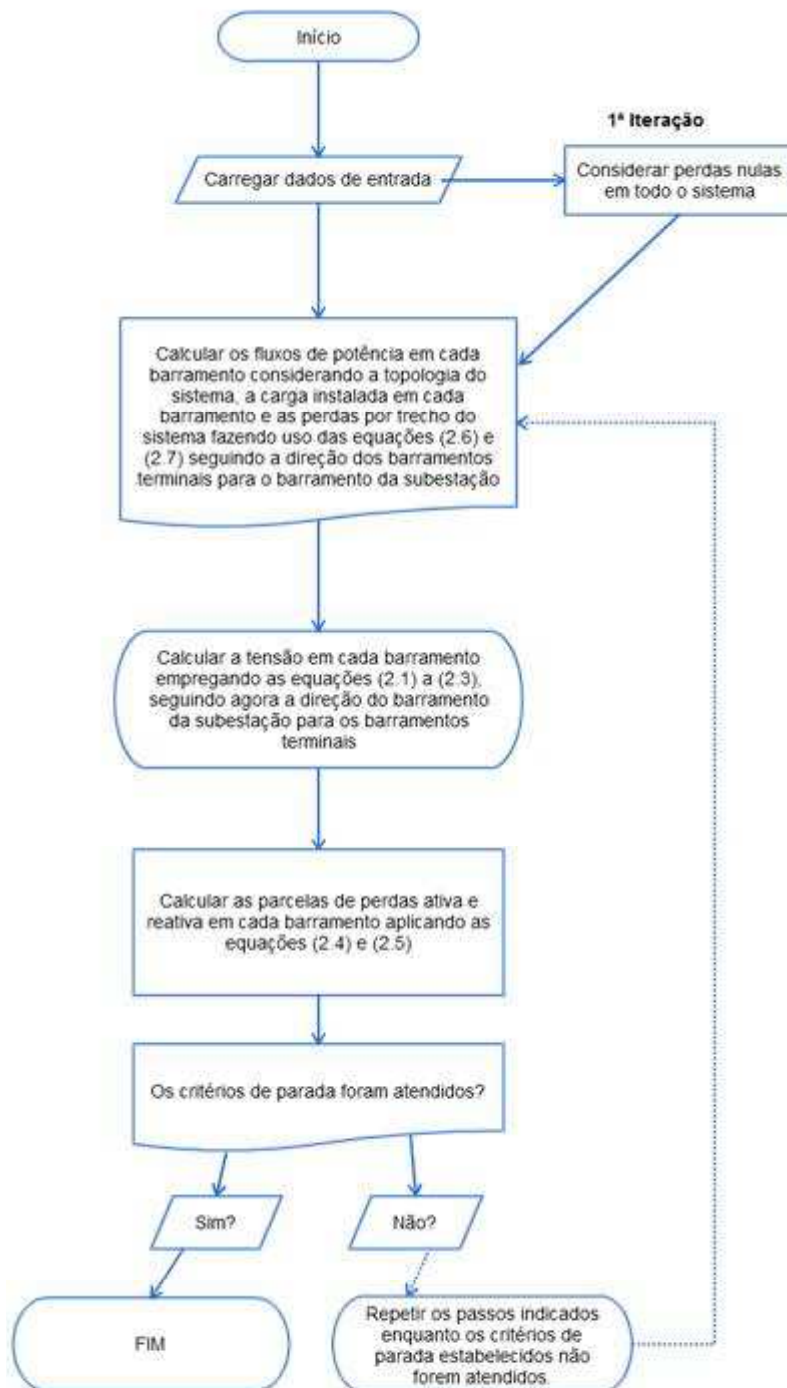 Início
1ª Iteração
Carregar dados de entrada
Considerar perdas nulas
em todo o sistema
Calcular os fluxos de potência em cada
barramento considerando a topologia do
sistema, a carga instalada em cada
barramento e as perdas por trecho do
sistema fazendo uso das equações (2.6) e
(2.7) seguindo a direção dos barramentos
terminais para o barramento da subestação
Calcular a tensão em cada barramento
empregando as equações (2.1) a (2.3),
seguindo agora a direção do barramento
da subestação para os barramentos
terminais
Calcular as parcelas de perdas ativa e
reativa em cada barramento aplicando as
equações (2.4) e (2.5)
Os critérios de parada foram atendidos?
Sim?
Não?
FIM
Repetir os passos indicados
enquanto os critérios de
parada estabelecidos não
forem atendidos.